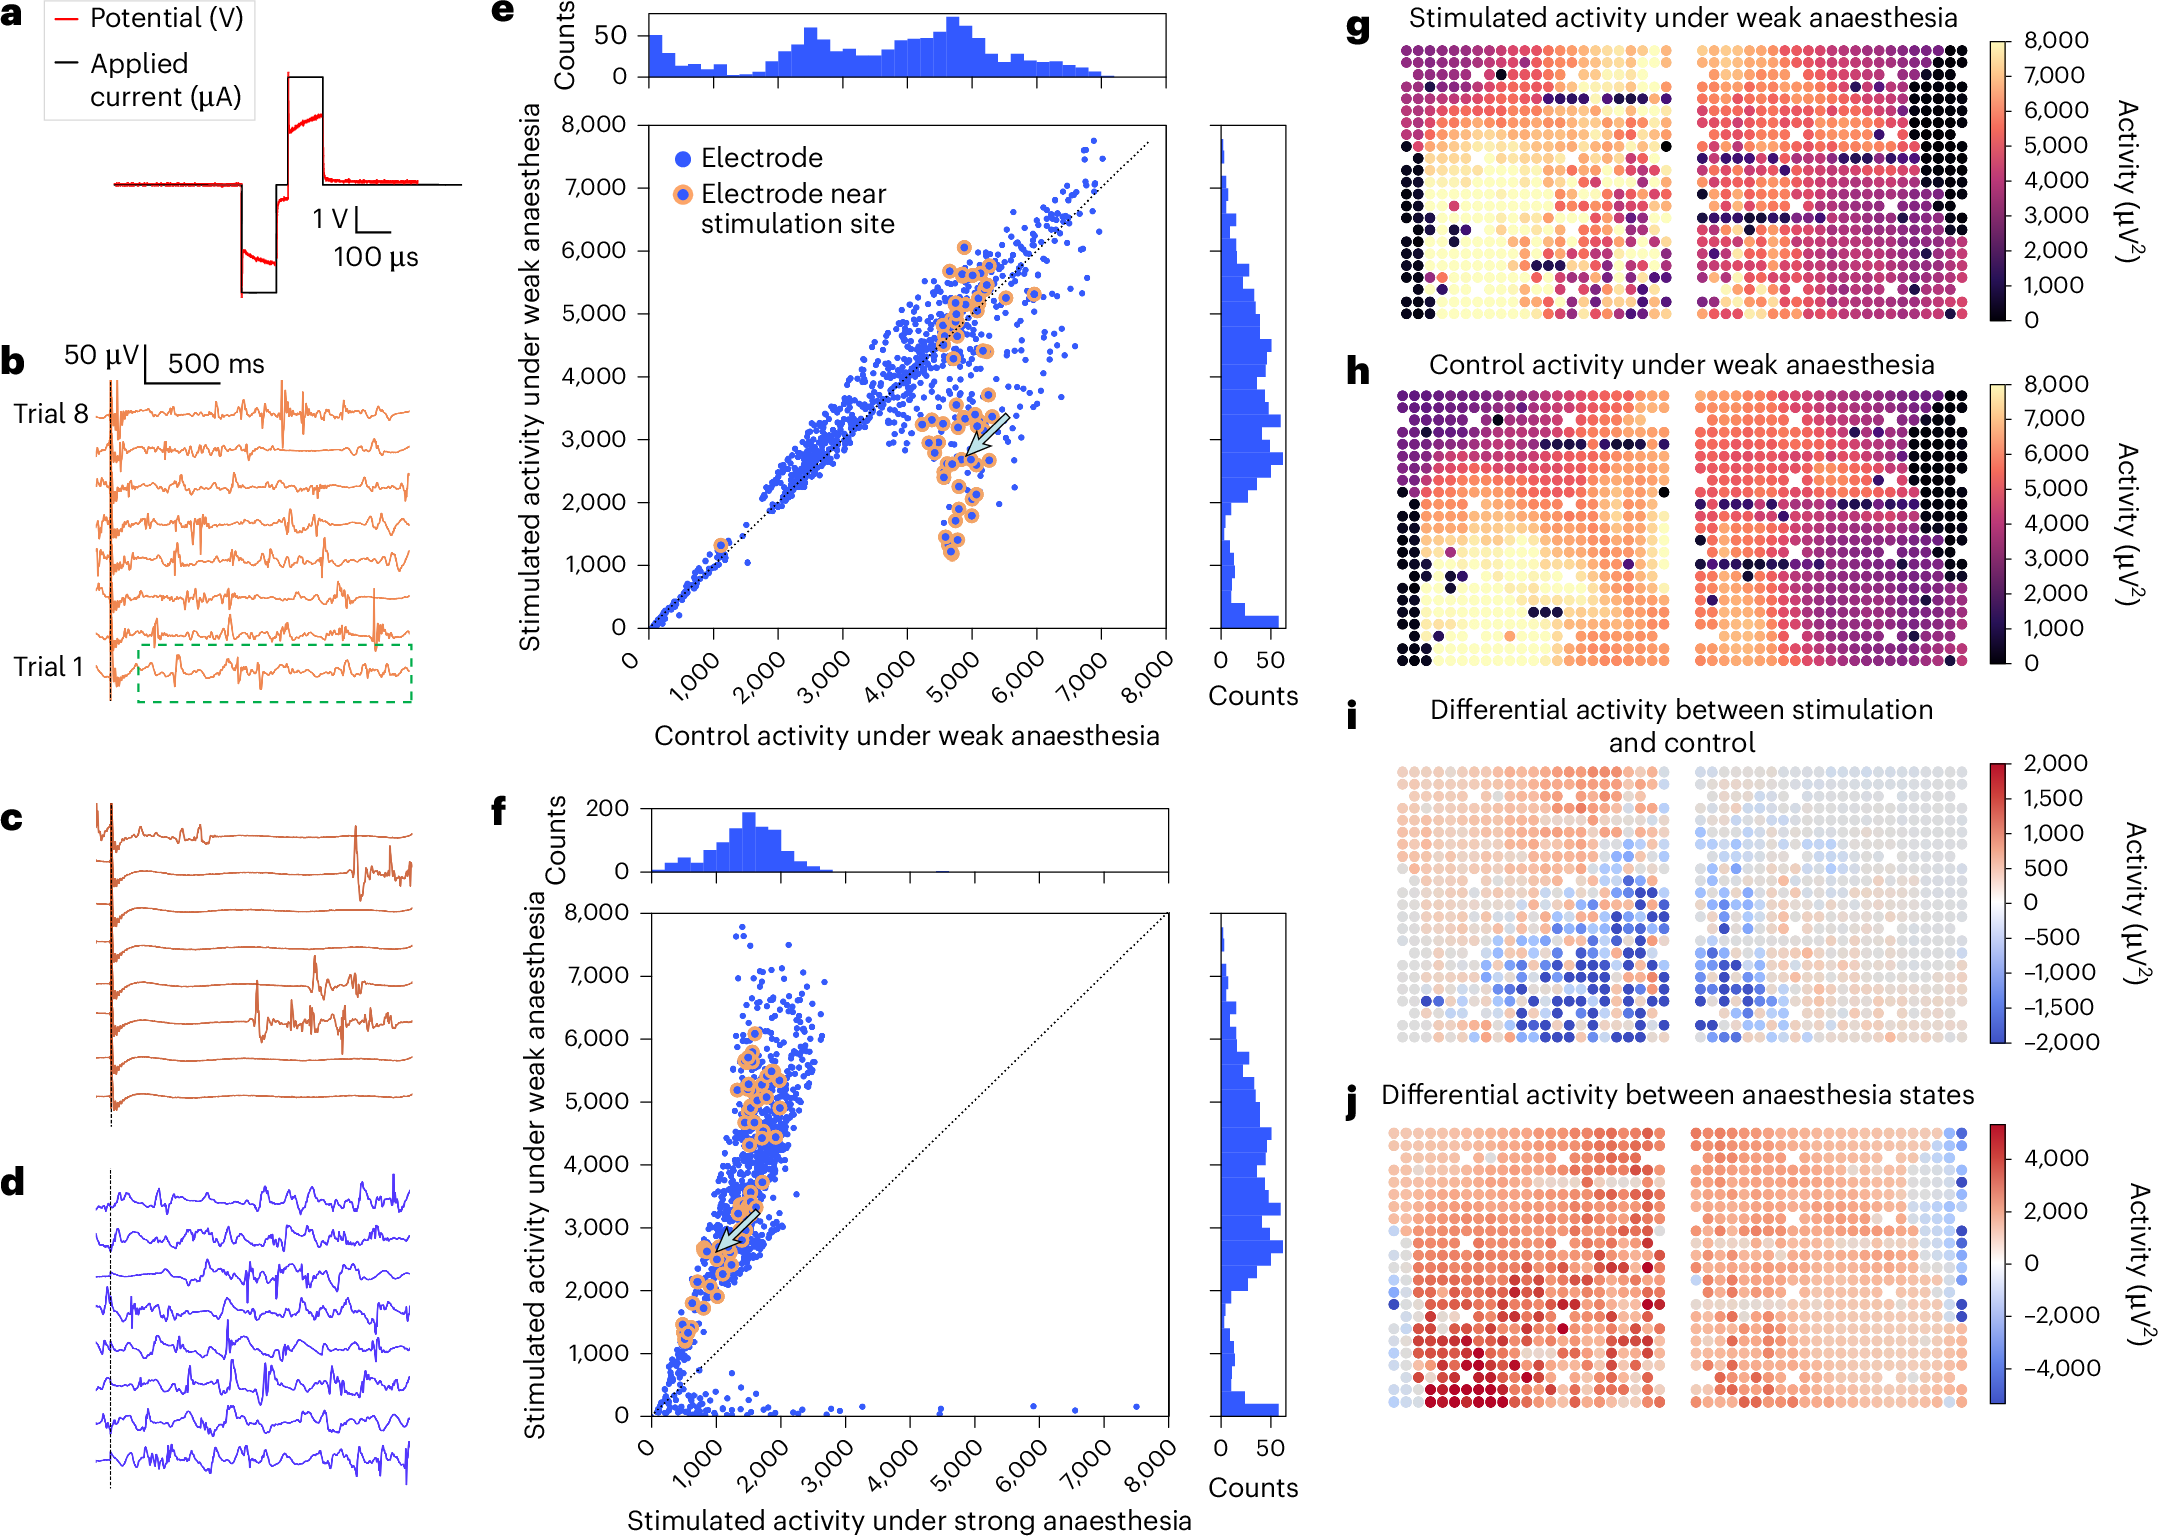 a
Potential (V)
Applied
current (μA)
1 V
100 μs
b
50 μV
500 ms
Trial 8
Trial 1
c
d
e
Counts
50
0
Stimulated activity under weak anaesthesia
8,000
7,000
6,000
5,000
4,000
3,000
2,000
1,000
0
Electrode
Electrode near
stimulation site
0
1,000
2,000
3,000
4,000
5,000
6,000
7,000
8,000
Control activity under weak anaesthesia
0 50
Counts
f
Counts
200
0
Stimulated activity under weak anaesthesia
8,000
7,000
6,000
5,000
4,000
3,000
2,000
1,000
0
0
1,000
2,000
3,000
4,000
5,000
6,000
7,000
8,000
Stimulated activity under strong anaesthesia
0 50
Counts
g
Stimulated activity under weak anaesthesia
8,000
7,000
6,000
5,000
4,000
3,000
2,000
1,000
0
Activity (μV²)
h
Control activity under weak anaesthesia
8,000
7,000
6,000
5,000
4,000
3,000
2,000
1,000
0
Activity (μV²)
i
Differential activity between stimulation
and control
2,000
1,500
1,000
500
0
–500
–1,000
–1,500
–2,000
Activity (μV²)
j
Differential activity between anaesthesia states
4,000
2,000
0
–2,000
–4,000
Activity (μV²)